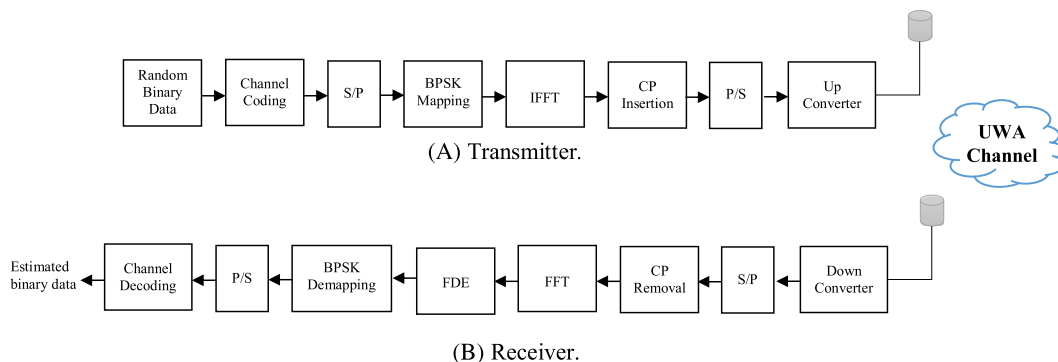 Random
Binary
Data
Channel
Coding
S/P
BPSK
Mapping
IFFT
CP
Insertion
P/S
Up
Converter
(A) Transmitter.
UWA
Channel
Estimated
binary data
Channel
Decoding
P/S
BPSK
Demapping
FDE
FFT
CP
Removal
S/P
Down
Converter
(B) Receiver.